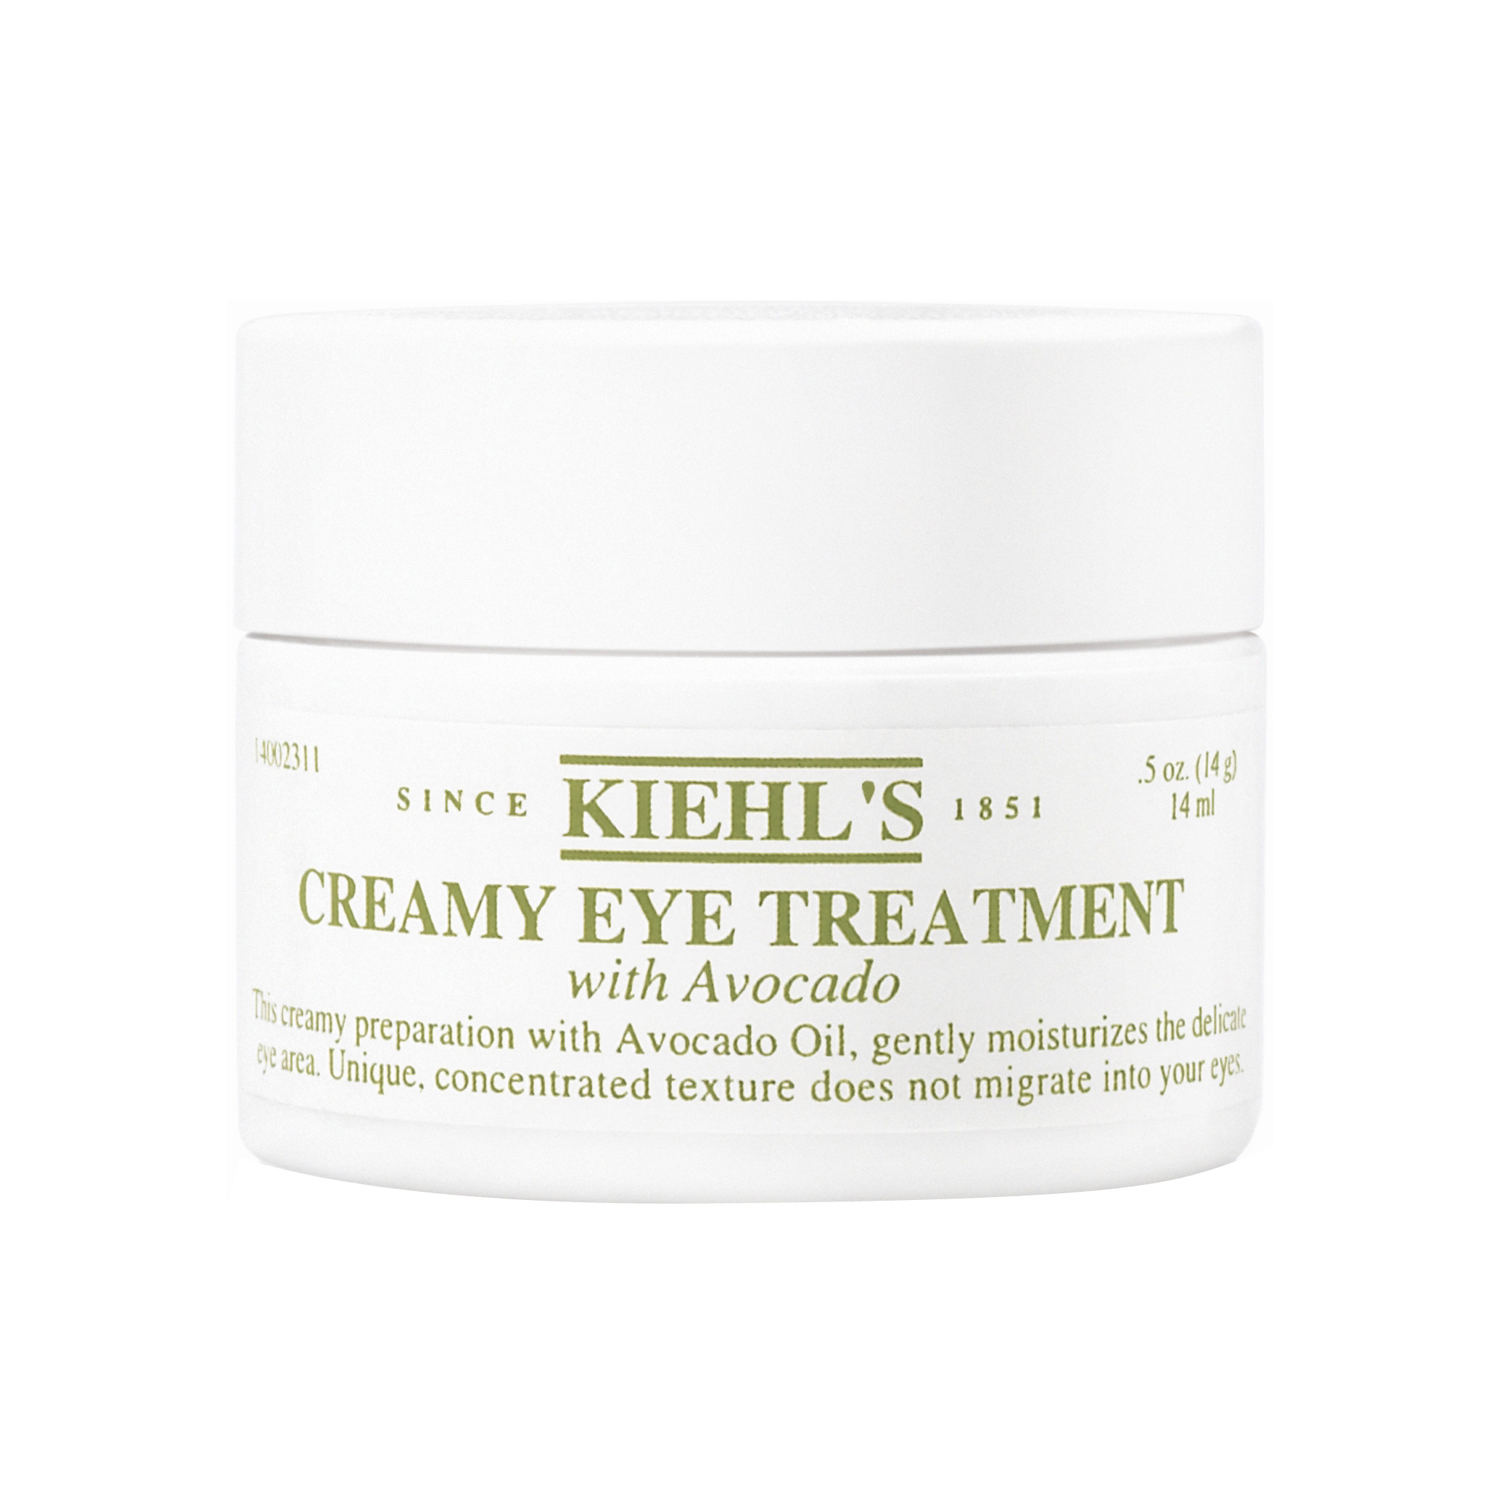 14002311
.5 oz. (14 g)
14 ml
SINCE KIEHL'S 1851
CREAMY EYE TREATMENT
with Avocado
This creamy preparation with Avocado Oil, gently moisturizes the delicate
eye area. Unique, concentrated texture does not migrate into your eyes.